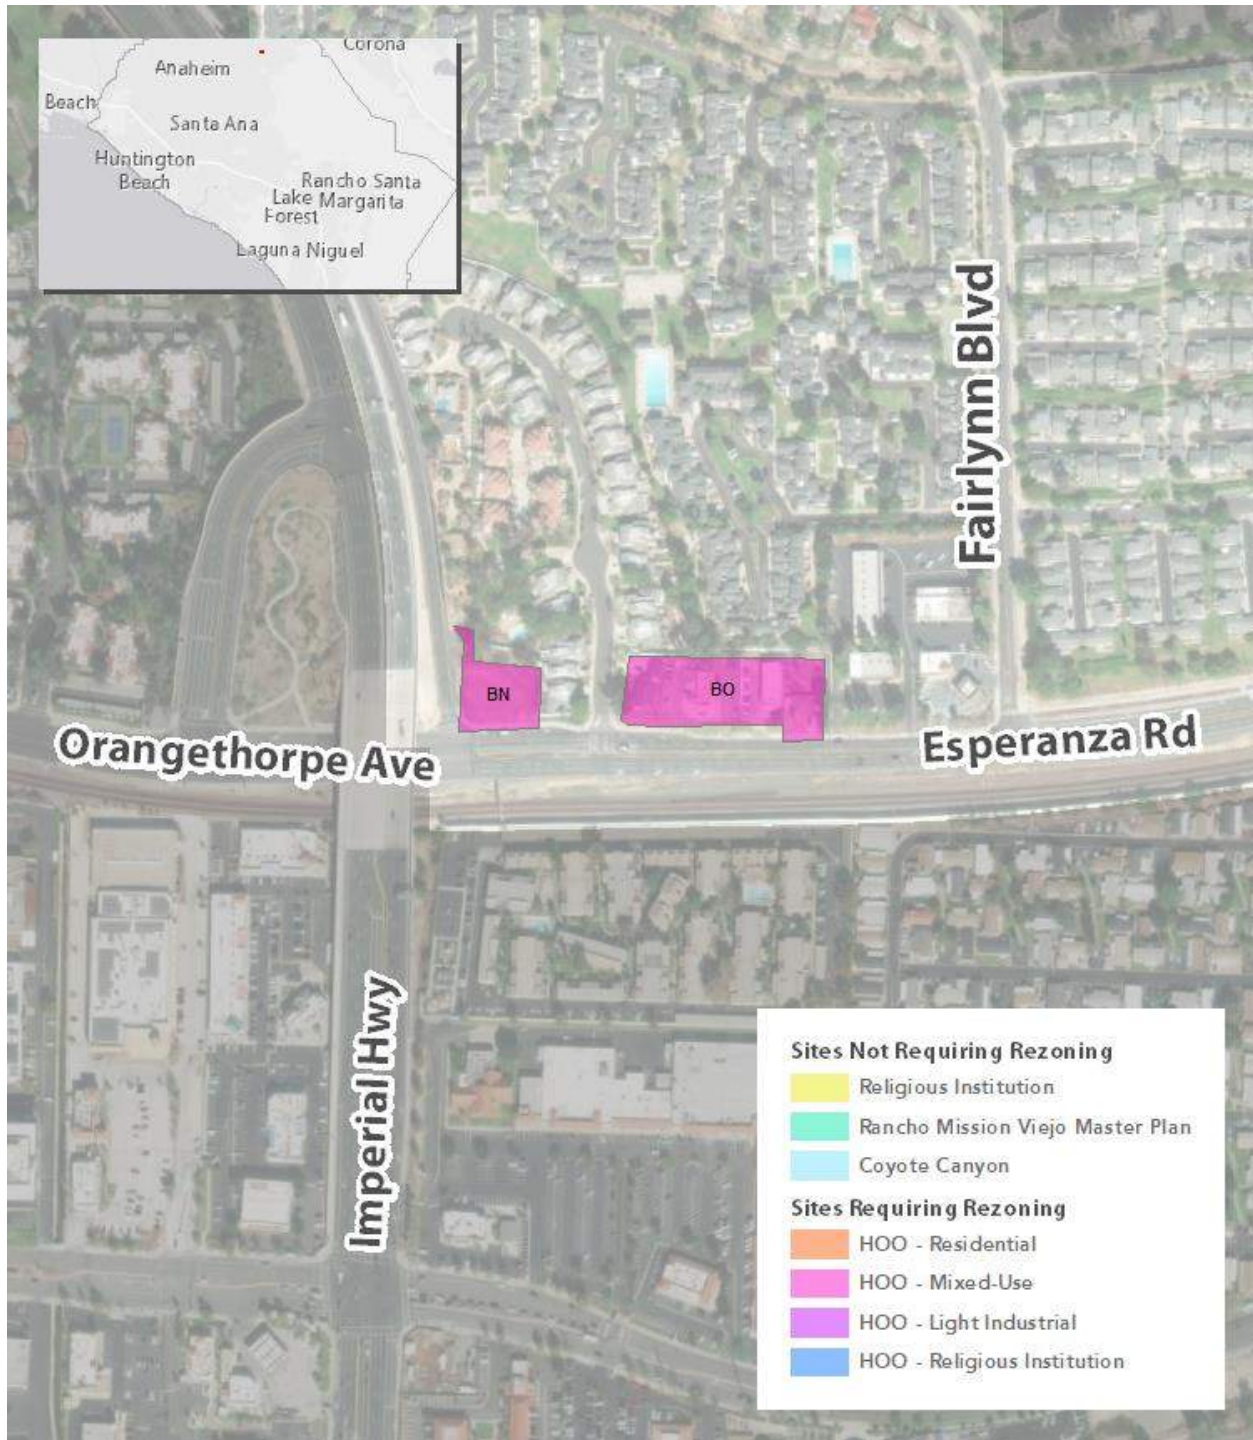 Corona
Anaheim
Beach
Santa Ana
Huntington
Beach
Rancho Santa
Lake Margarita
Forest
Laguna Niguel
Fairlynn Blvd
BN
BO
Orangethorpe Ave
Esperanza Rd
Imperial Hwy
Sites Not Requiring Rezoning
Religious Institution
Rancho Mission Viejo Master Plan
Coyote Canyon
Sites Requiring Rezoning
HOO - Residential
HOO - Mixed-Use
HOO - Light Industrial
HOO - Religious Institution